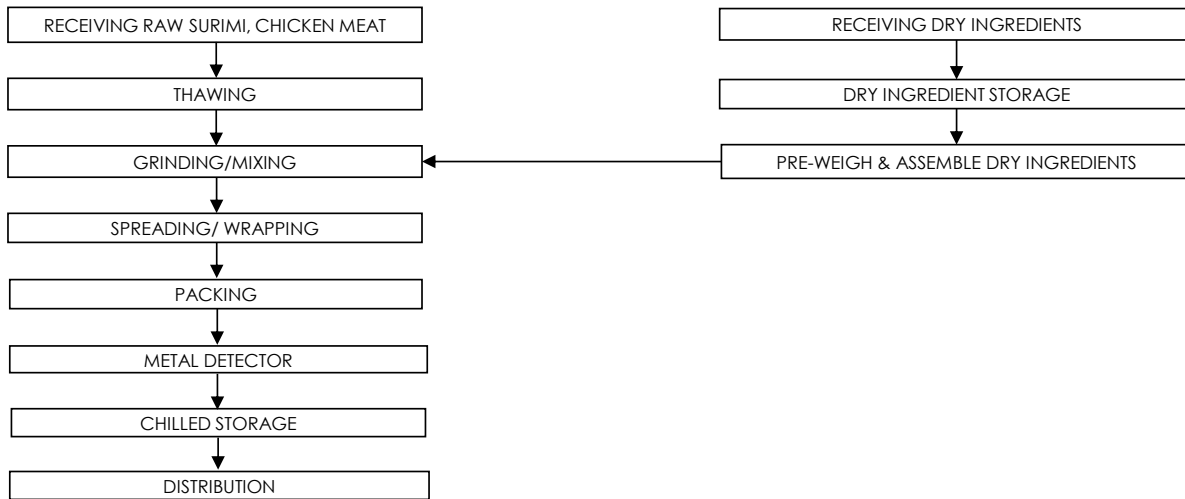 RECEIVING RAW SURIMI, CHICKEN MEAT
THAWING
GRINDING/MIXING
SPREADING/ WRAPPING
PACKING
METAL DETECTOR
CHILLED STORAGE
DISTRIBUTION
RECEIVING DRY INGREDIENTS
DRY INGREDIENT STORAGE
PRE-WEIGH & ASSEMBLE DRY INGREDIENTS